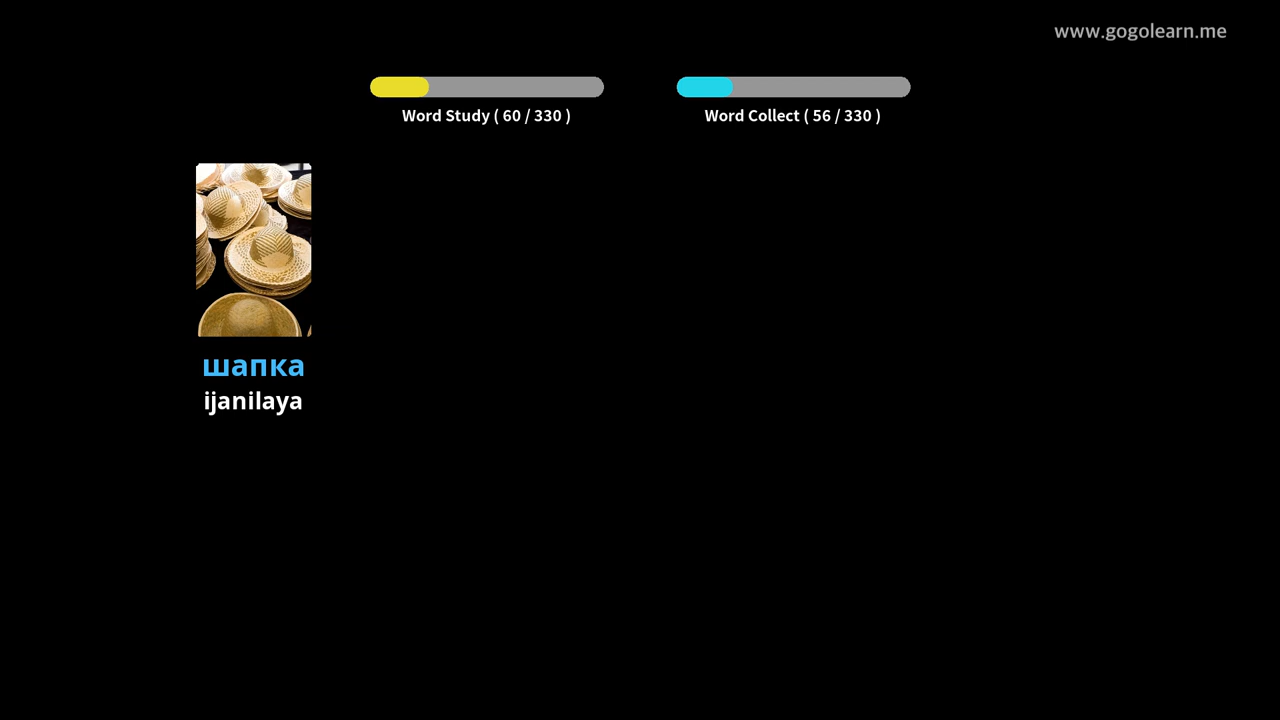 www.gogolearn.me
Word Study ( 60 / 330 )
Word Collect ( 56 / 330 )
шапка
ijanilaya